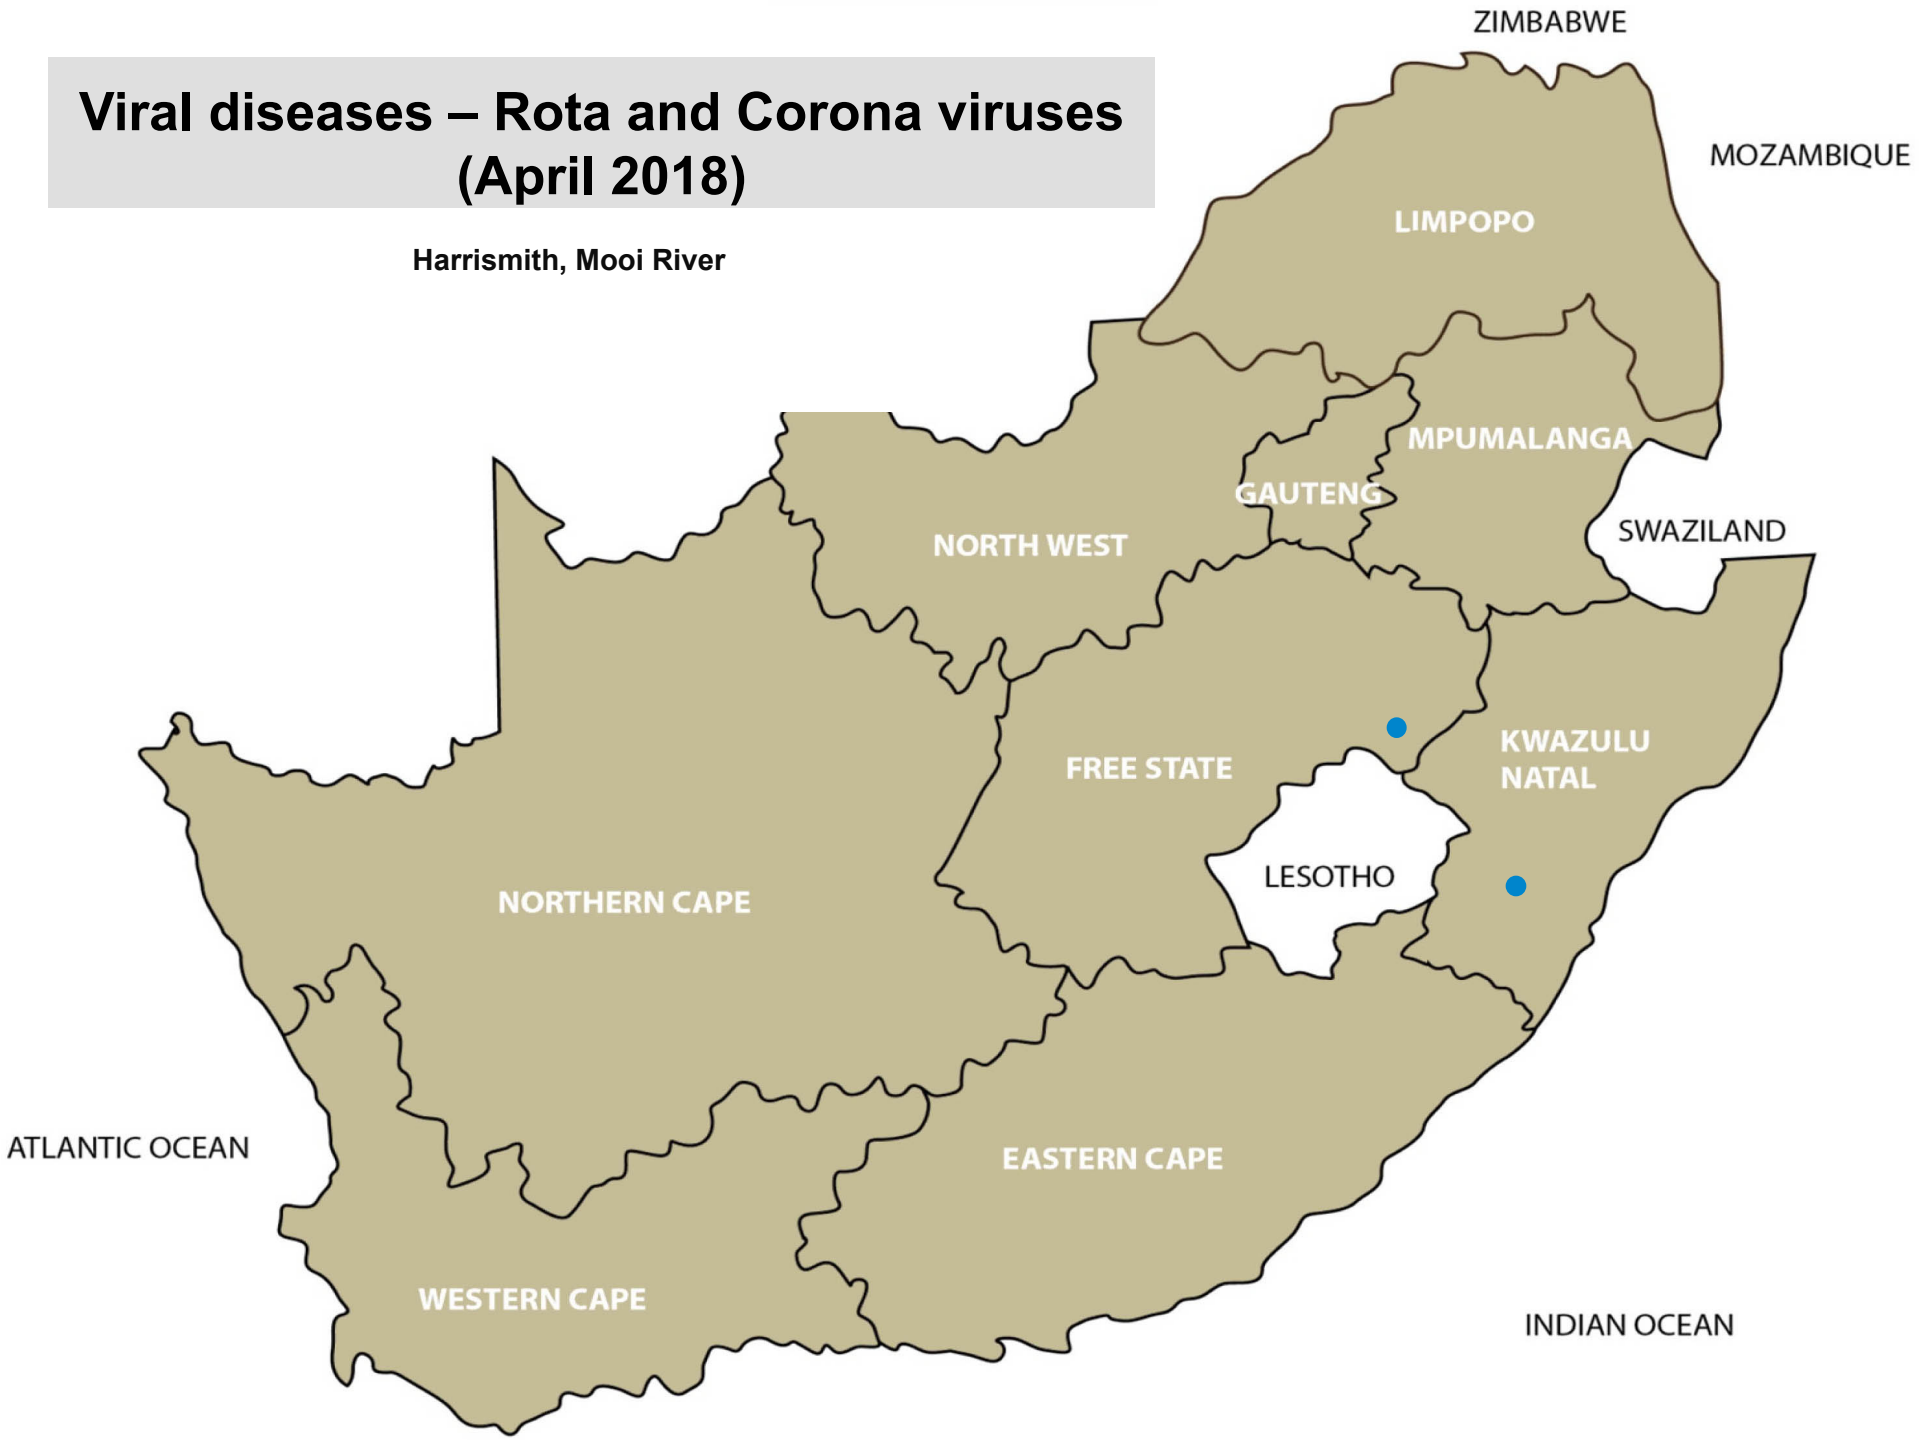 Viral diseases – Rota and Corona viruses
(April 2018)
Harrismith, Mooi River
ZIMBABWE
MOZAMBIQUE
LIMPOPO
MPUMALANGA
GAUTENG
SWAZILAND
NORTH WEST
KWAZULU
NATAL
FREE STATE
LESOTHO
NORTHERN CAPE
ATLANTIC OCEAN
EASTERN CAPE
WESTERN CAPE
INDIAN OCEAN